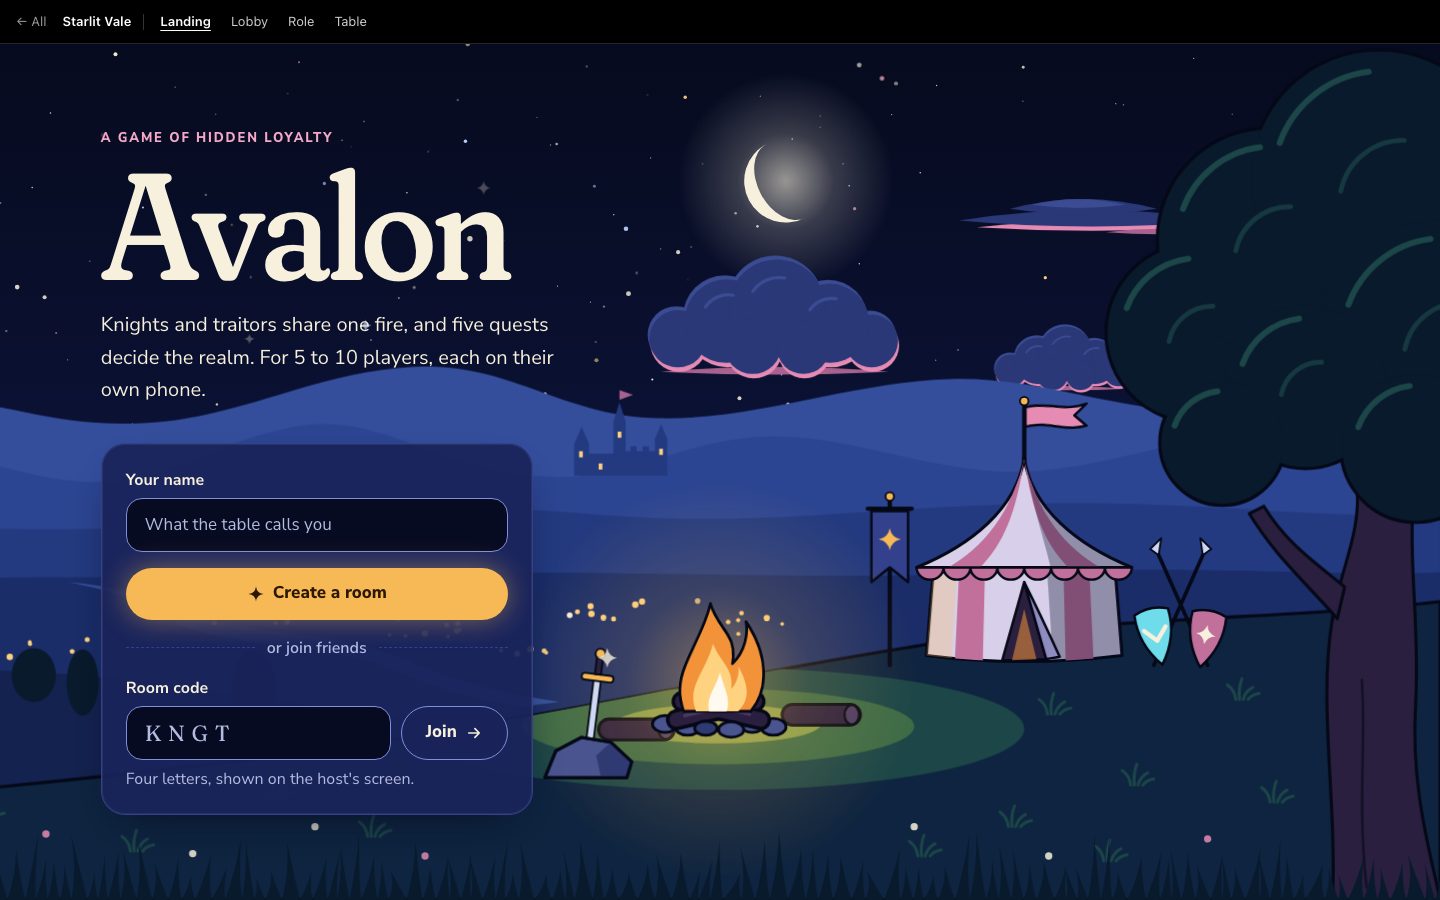 ← All Starlit Vale Landing Lobby Role Table
A GAME OF HIDDEN LOYALTY
Avalon
Knights and traitors share one fire, and five quests
decide the realm. For 5 to 10 players, each on their
own phone.
Your name
What the table calls you
✦ Create a room
or join friends
Room code
KNGT
Join →
Four letters, shown on the host's screen.